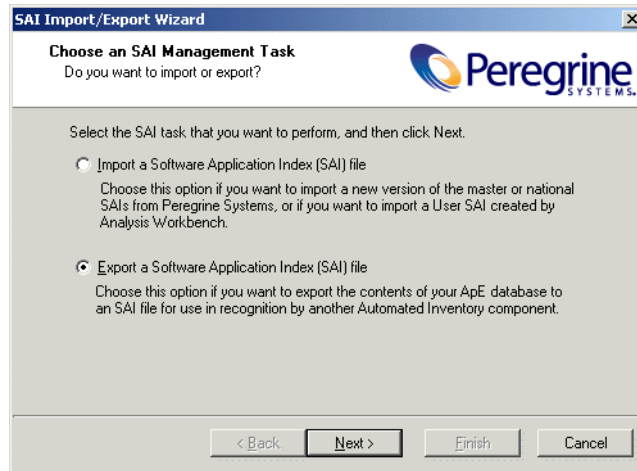 SAI Import/Export Wizard
Choose an SAI Management Task
Do you want to import or export?
Peregrine
SYSTEMS.
Select the SAI task that you want to perform, and then click Next.
Import a Software Application Index (SAI) file
Choose this option if you want to import a new version of the master or national
SAIs from Peregrine Systems, or if you want to import a User SAI created by
Analysis Workbench.
Export a Software Application Index (SAI) file
Choose this option if you want to export the contents of your ApE database to
an SAI file for use in recognition by another Automated Inventory component.
< Back
Next >
Finish
Cancel